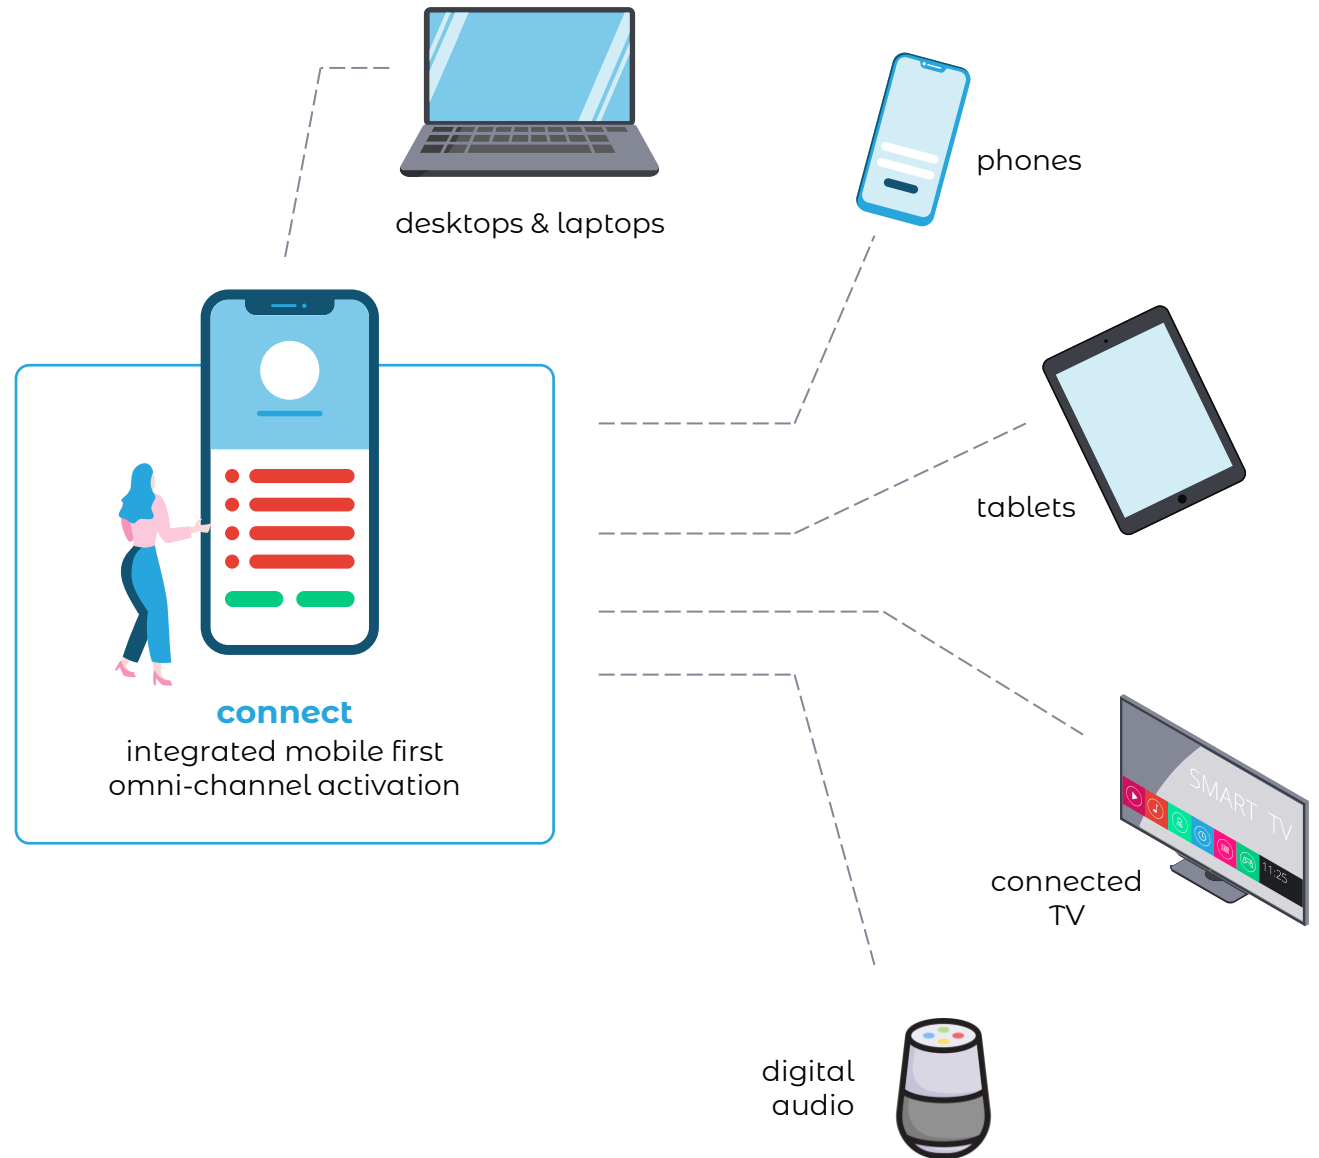 desktops & laptops
phones
tablets
connect
integrated mobile first
omni-channel activation
SMART TV
11:25
connected
TV
digital
audio